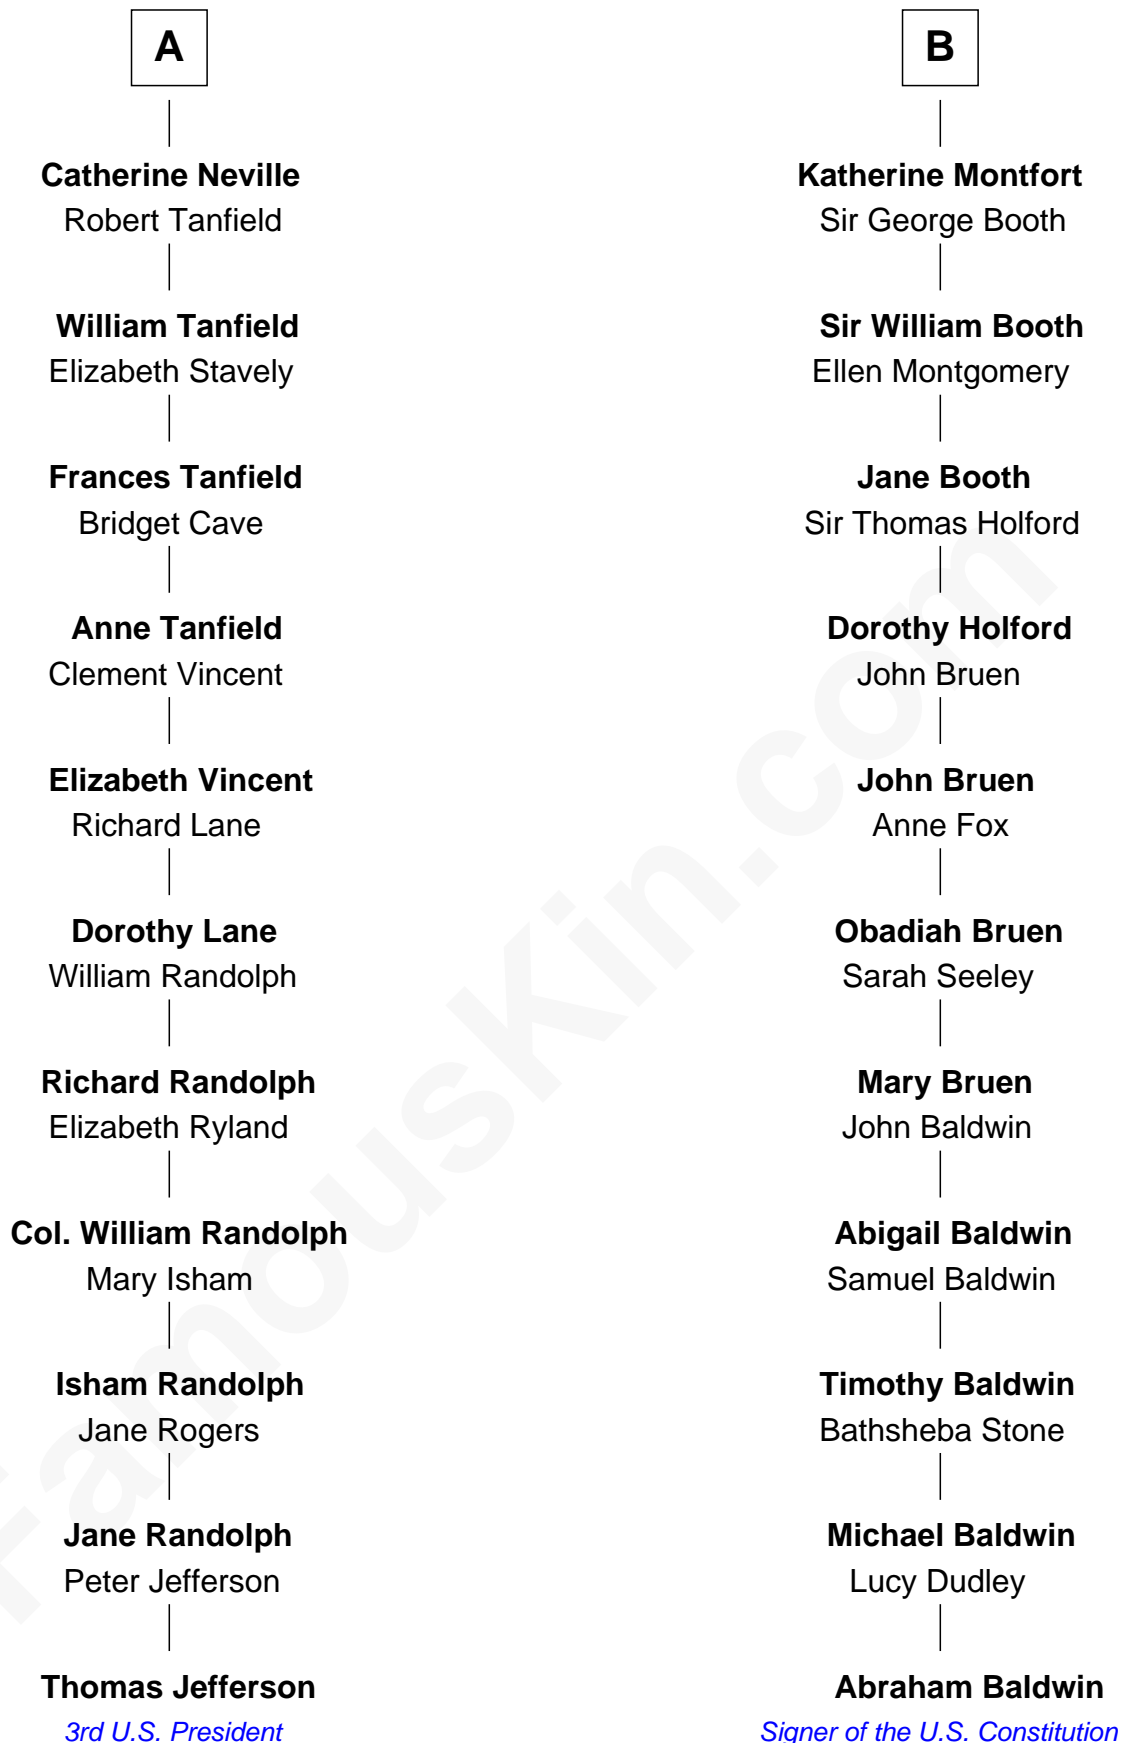 A
Catherine Neville
Robert Tanfield
William Tanfield
Elizabeth Stavely
Frances Tanfield
Bridget Cave
Anne Tanfield
Clement Vincent
Elizabeth Vincent
Richard Lane
Dorothy Lane
William Randolph
Richard Randolph
Elizabeth Ryland
Col. William Randolph
Mary Isham
Isham Randolph
Jane Rogers
Jane Randolph
Peter Jefferson
Thomas Jefferson
3rd U.S. President
B
Katherine Montfort
Sir George Booth
Sir William Booth
Ellen Montgomery
Jane Booth
Sir Thomas Holford
Dorothy Holford
John Bruen
John Bruen
Anne Fox
Obadiah Bruen
Sarah Seeley
Mary Bruen
John Baldwin
Abigail Baldwin
Samuel Baldwin
Timothy Baldwin
Bathsheba Stone
Michael Baldwin
Lucy Dudley
Abraham Baldwin
Signer of the U.S. Constitution
FamousKin.com